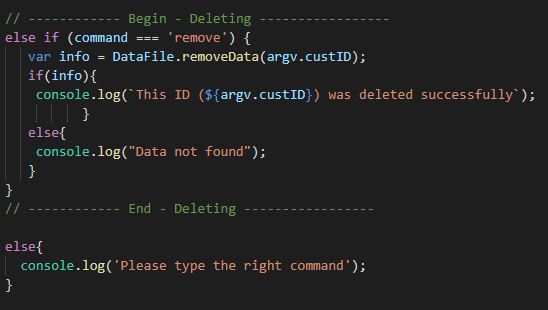 // ------------ Begin - Deleting -----------------
else if (command === 'remove') {
var info = DataFile.removeData(argv.custID);
if(info){
console.log(`This ID (${argv.custID}) was deleted successfully`);
}
else{
console.log("Data not found");
}
}
// ------------ End - Deleting -----------------
else{
console.log('Please type the right command');
}